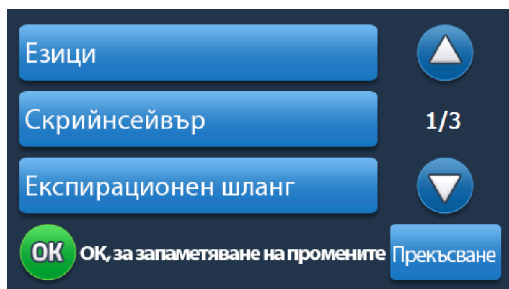 Езици
Скрийнсейвър
1/3
Експирационен шланг
OK OK, за запаметяване на промените Прекъсване